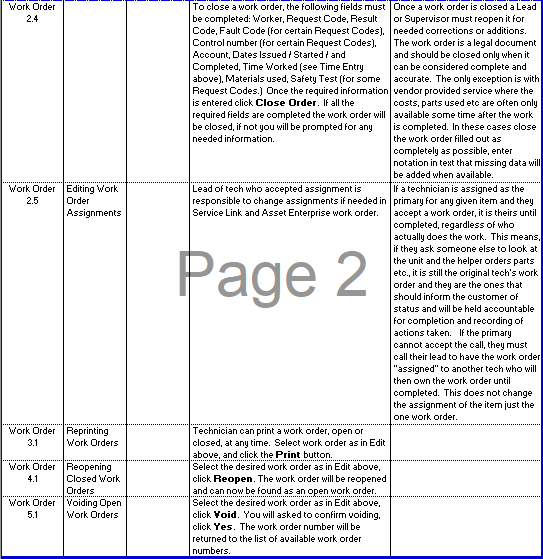 Work Order
2.4
To close a work order, the following fields must
be completed: Worker, Request Code, Result
Code, Fault Code (for certain Request Codes),
Control number (for certain Request Codes),
Account, Dates Issued / Started / and
Completed, Time Worked (see Time Entry
above), Materials used, Safety Test (for some
Request Codes.)  Once the required information
is entered click Close Order.  If all the
required fields are completed the work order will
be closed, if not you will be prompted for any
needed information.
Once a work order is closed a Lead
or Supervisor must reopen it for
needed corrections or additions.
The work order is a legal document
and should be closed only when it
can be considered complete and
accurate.  The only exception is with
vendor provided service where the
costs, parts used etc are often only
available some time after the work
is completed.  In these cases close
the work order filled out as
completely as possible, enter
notation in text that missing data will
be added when available.
Work Order
2.5
Editing Work
Order
Assignments
Lead of tech who accepted assignment is
responsible to change assignments if needed in
Service Link and Asset Enterprise work order.
If a technician is assigned as the
primary for any given item and they
accept a work order, it is theirs until
completed, regardless of who
actually does the work.  This means,
if they ask someone else to look at
the unit and the helper orders parts
etc., it is still the original tech's work
order and they are the ones that
should inform the customer of
status and will be held accountable
for completion and recording of
actions taken.   If the primary
cannot accept the call, they must
call their lead to have the work order
"assigned" to another tech who will
then own the work order until
completed.  This does not change
the assignment of the item just the
one work order.
Page 2
Work Order
3.1
Reprinting
Work Orders
Technician can print a work order, open or
closed, at any time.  Select work order as in Edit
above, and click the Print button.
Work Order
4.1
Reopening
Closed Work
Orders
Select the desired work order as in Edit above,
click Reopen. The work order will be reopened
and can now be found as an open work order.
Work Order
5.1
Voiding Open
Work Orders
Select the desired work order as in Edit above,
click Void.  You will asked to confirm voiding,
click Yes.  The work order number will be
returned to the list of available work order
numbers.